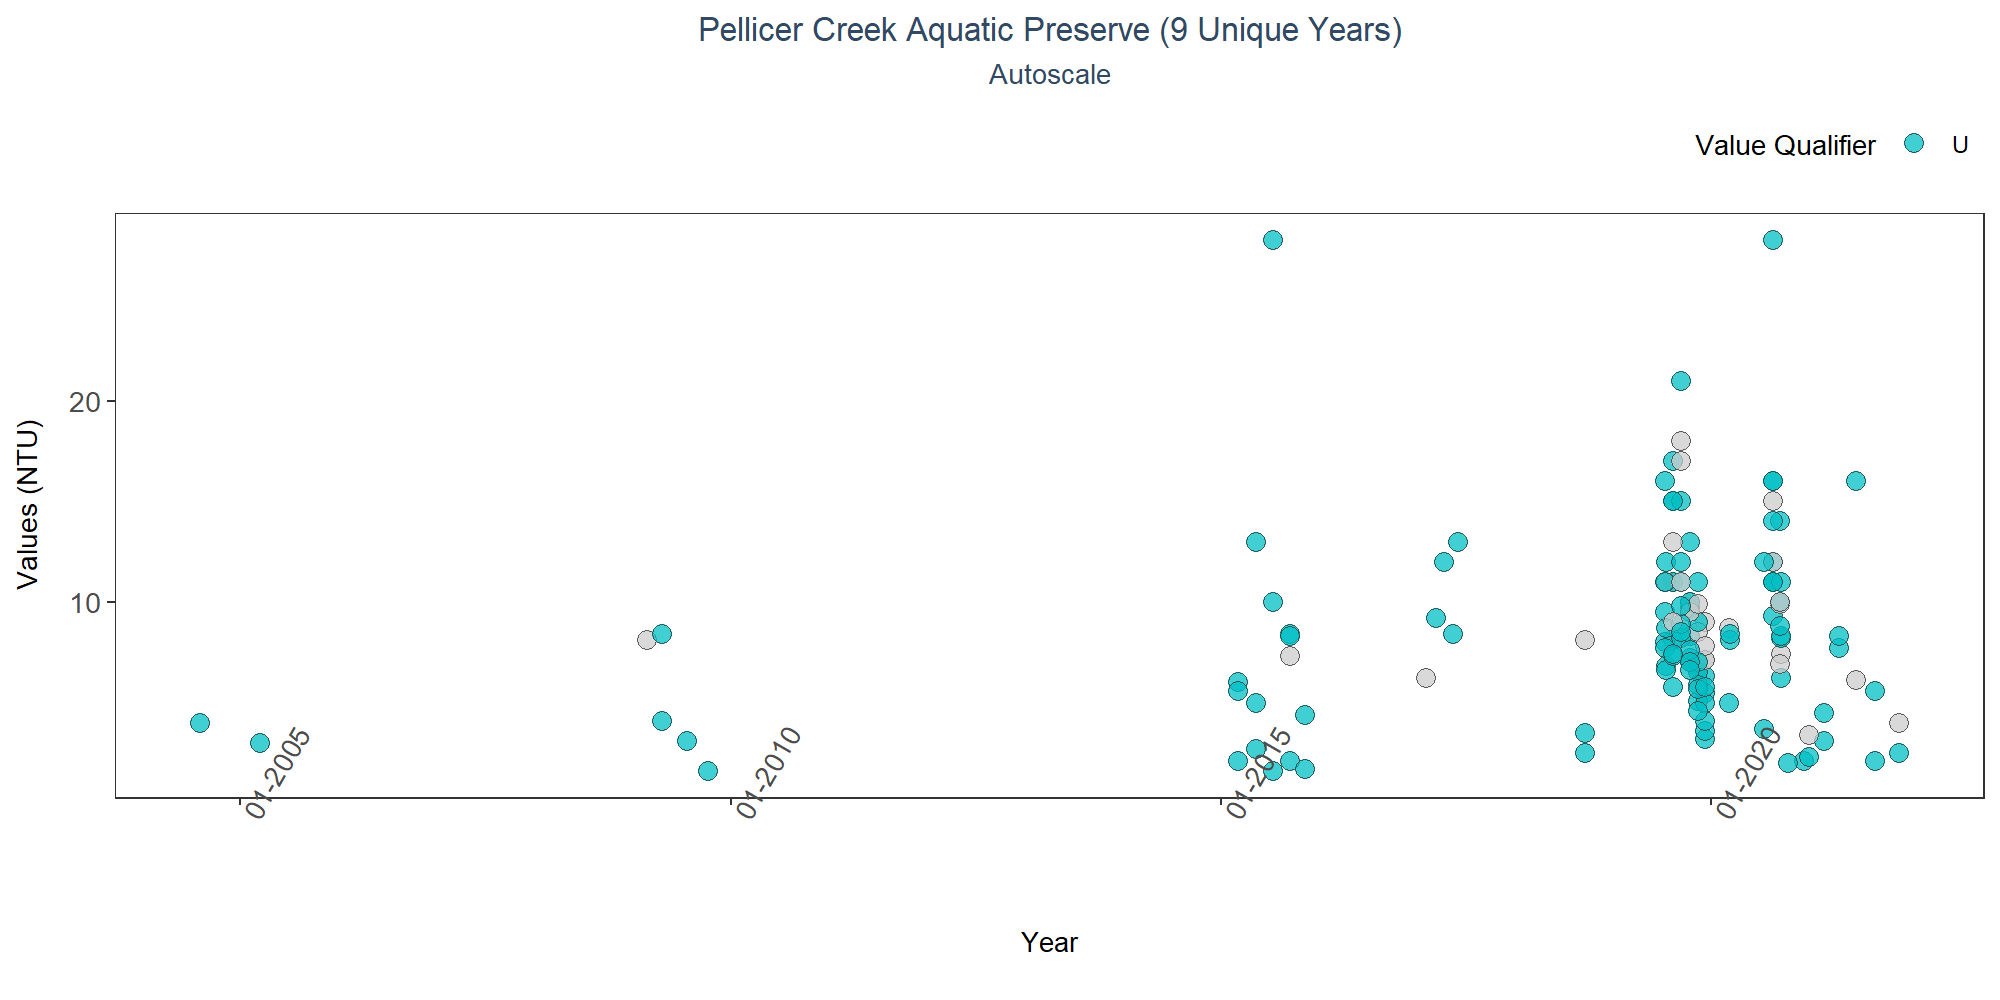 Pellicer Creek Aquatic Preserve (9 Unique Years)
Autoscale
Value Qualifier U
Values (NTU)
20
10
01-2005
01-2010
01-2015
01-2020
Year